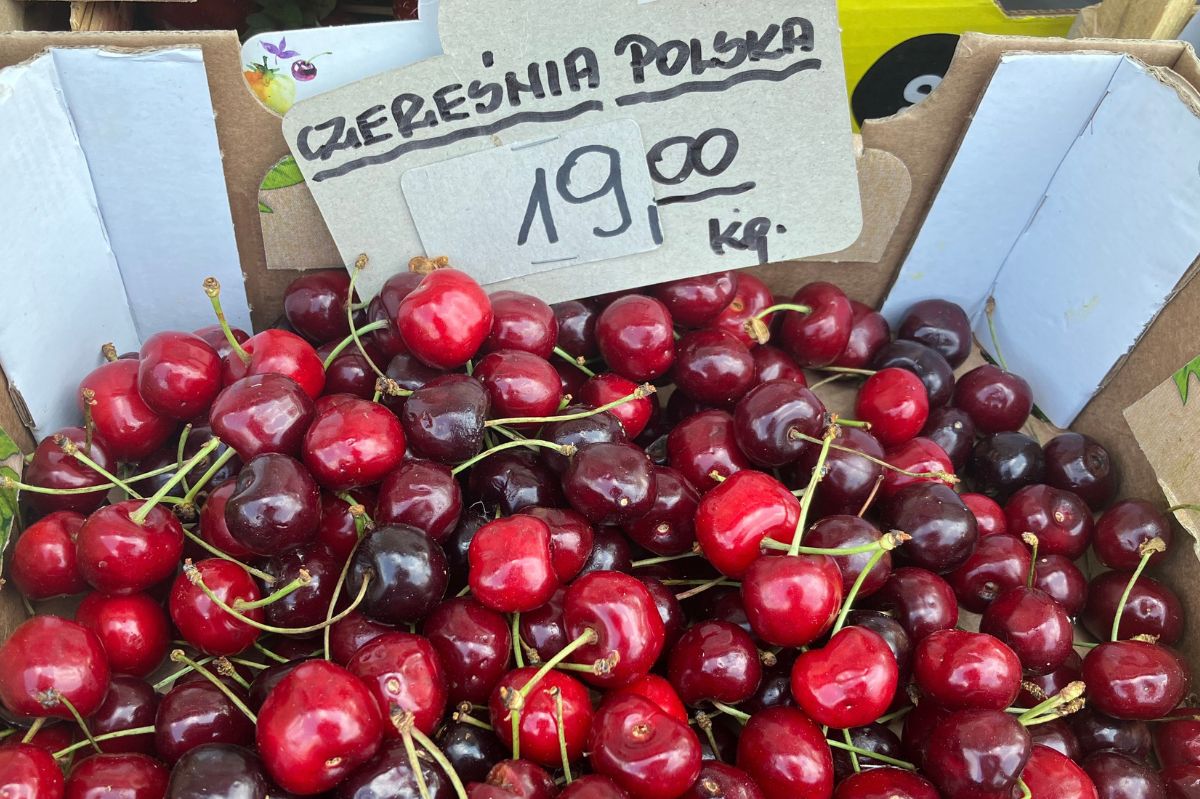 CZEREŚNIA POLSKA
19,00
kg.